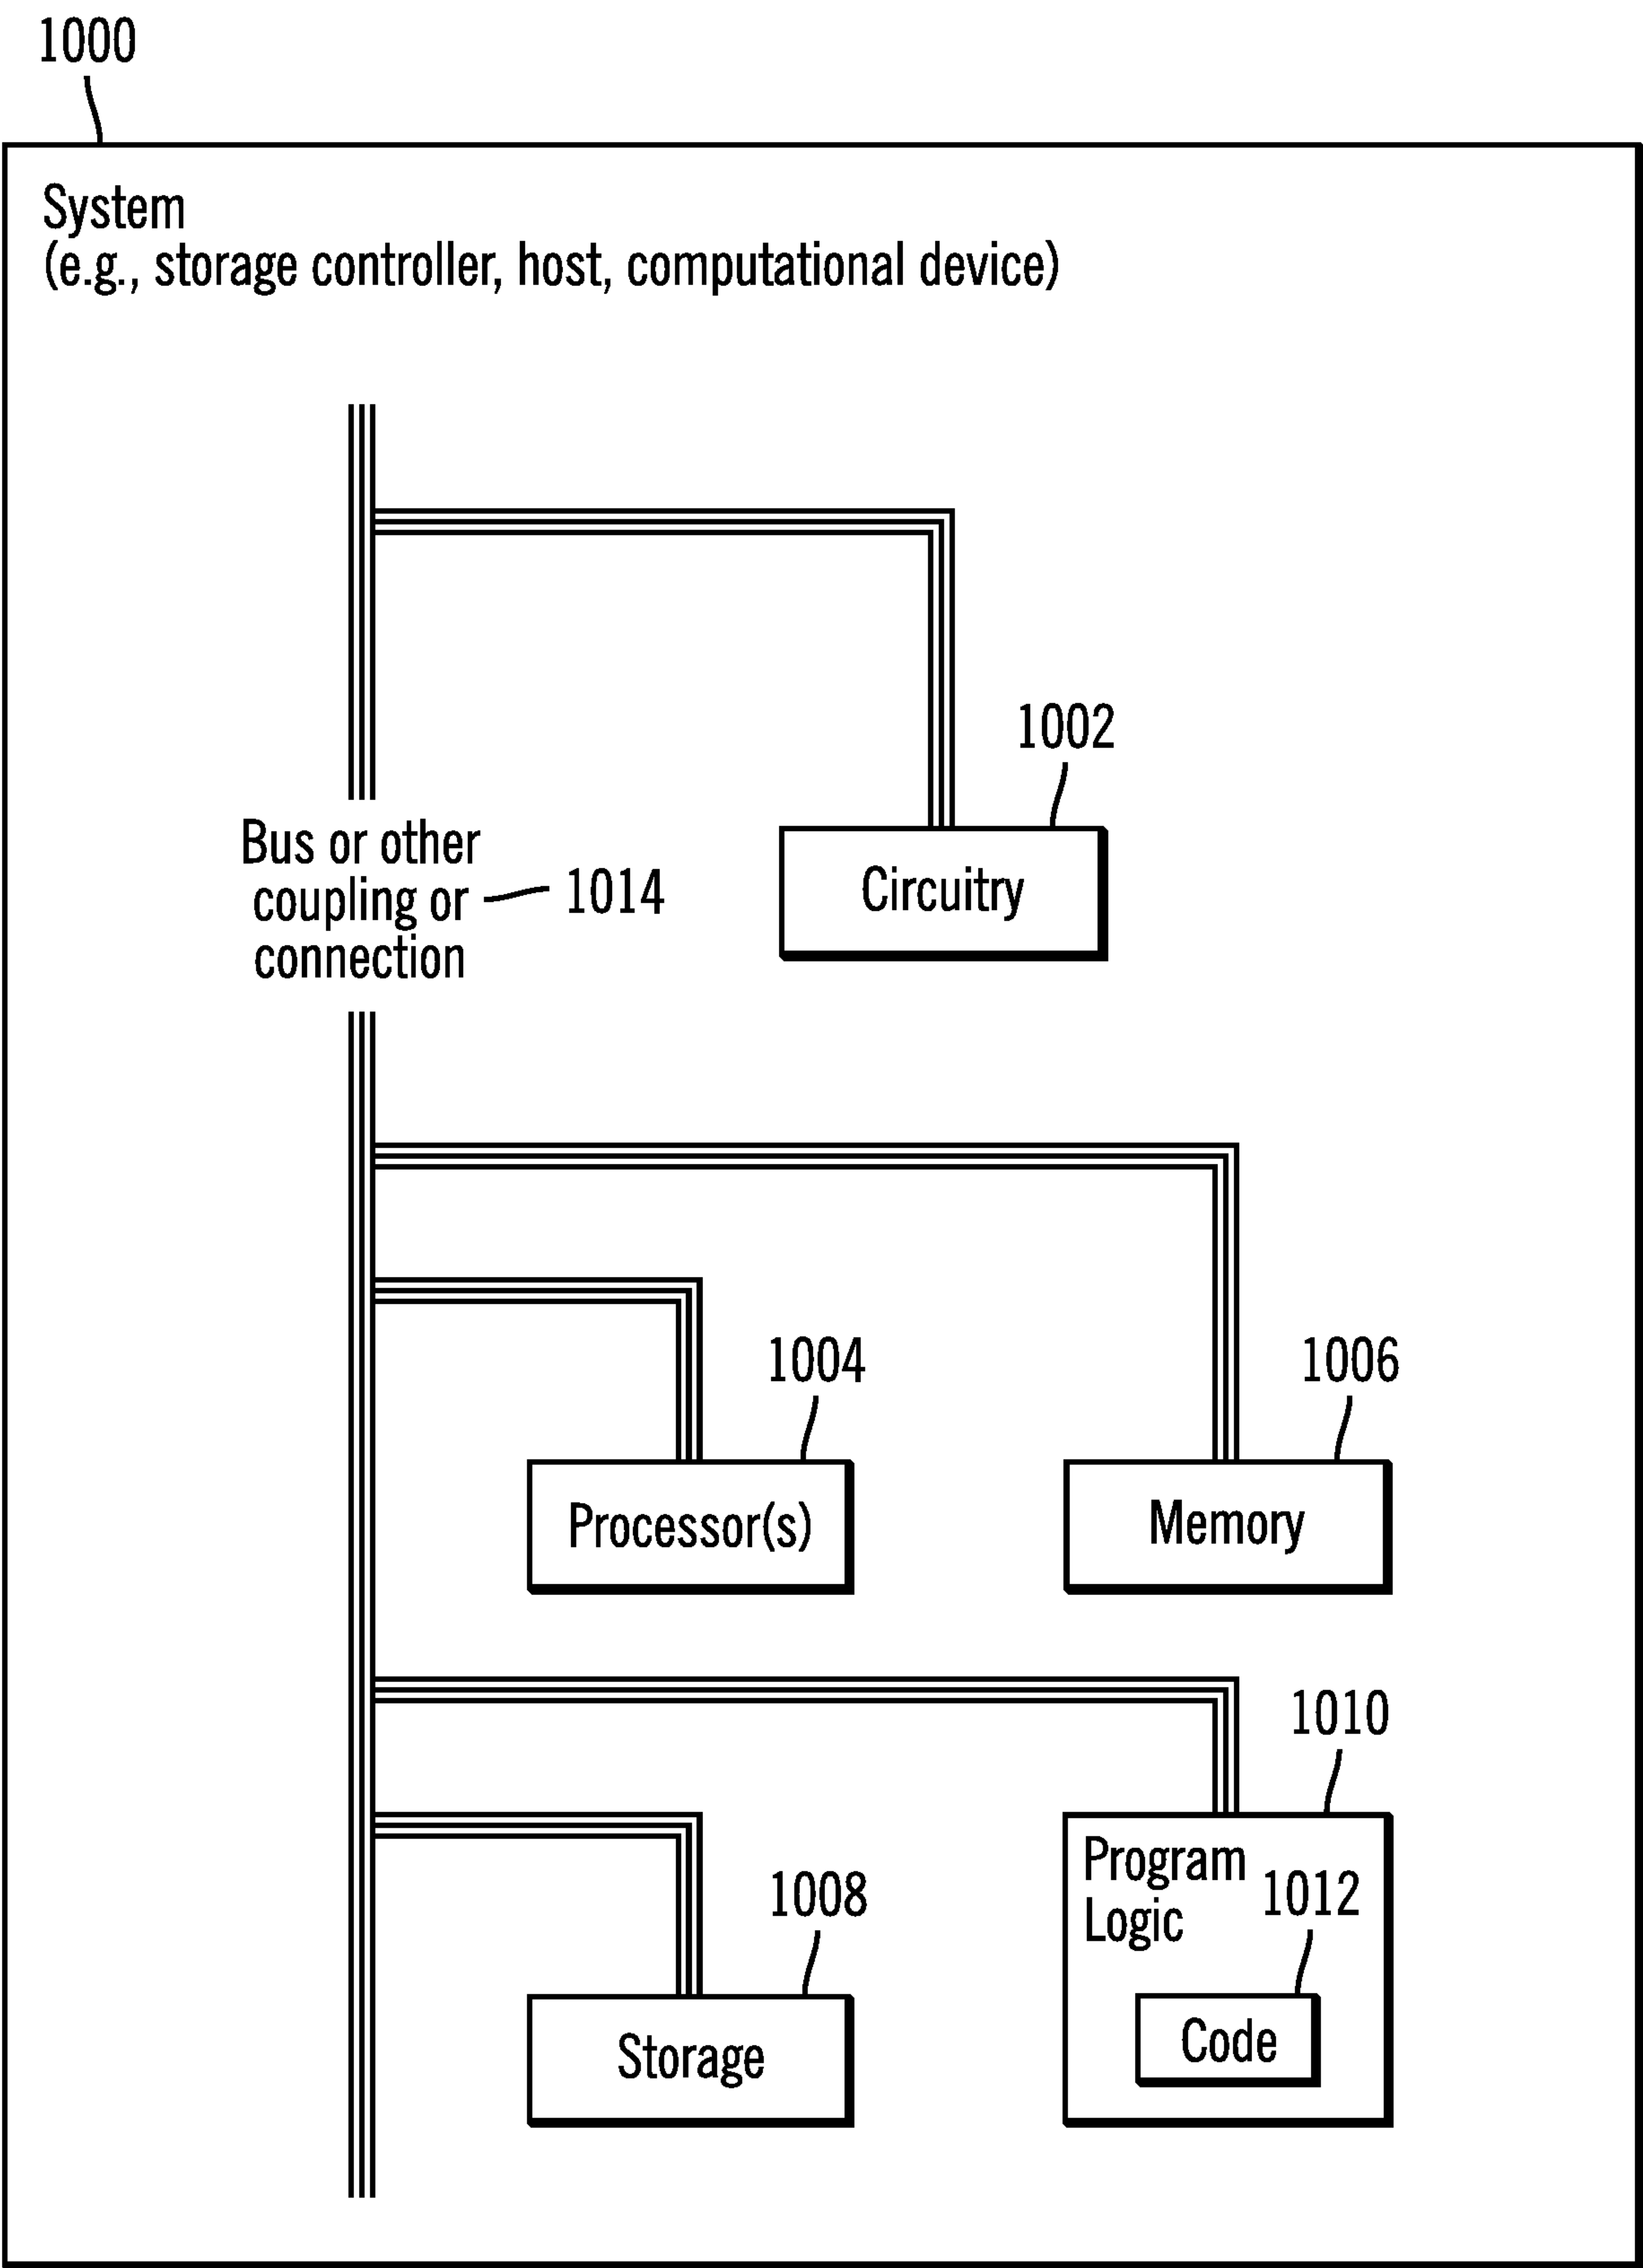 1000
System
(e.g., storage controller, host, computational device)
1002
Bus or other
coupling or
connection
1014
Circuitry
1004
1006
Processor(s)
Memory
1010
Program
Logic
1012
1008
Storage
Code